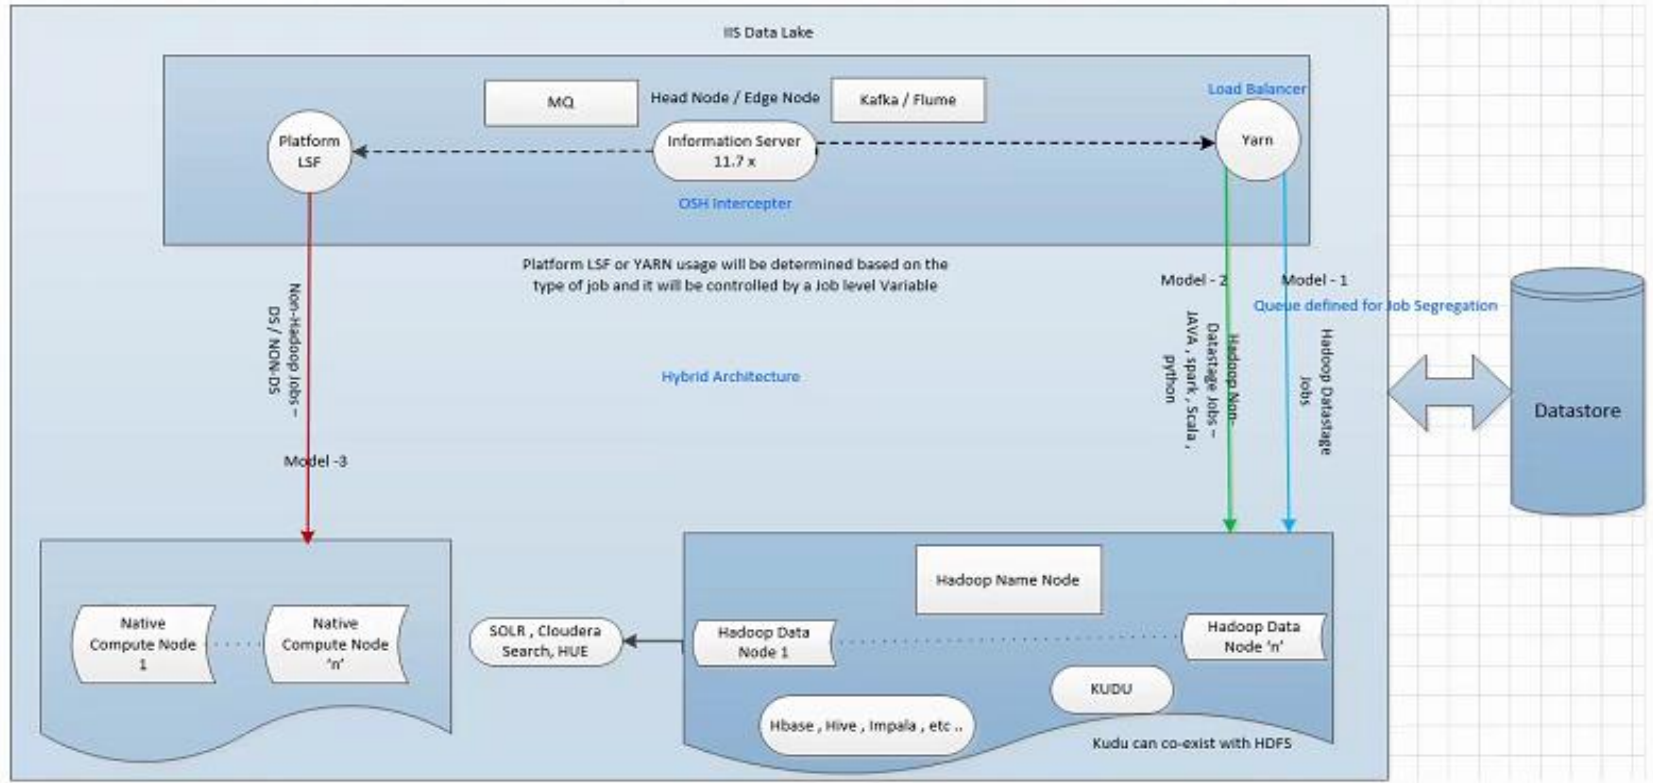 IIS Data Lake
MQ
Head Node / Edge Node
Kafka / Flume
Load Balancer
Platform
LSF
Information Server
11.7 x
Yarn
OSH Intercepter
Platform LSF or YARN usage will be determined based on the
type of job and it will be controlled by a Job level Variable
Model - 2
Model - 1
Queue defined for Job Segregation
Non-Hadoop Jobs –
DS / NON-DS
Hadoop Non-
Datastage Jobs –
JAVA , spark , Scala ,
python
Hadoop Datastage
Jobs
Hybrid Architecture
Datastore
Model -3
Hadoop Name Node
Native
Compute Node
1
Native
Compute Node
'n'
SOLR , Cloudera
Search, HUE
Hadoop Data
Node 1
Hadoop Data
Node 'n'
KUDU
Hbase , Hive , Impala , etc ..
Kudu can co-exist with HDFS